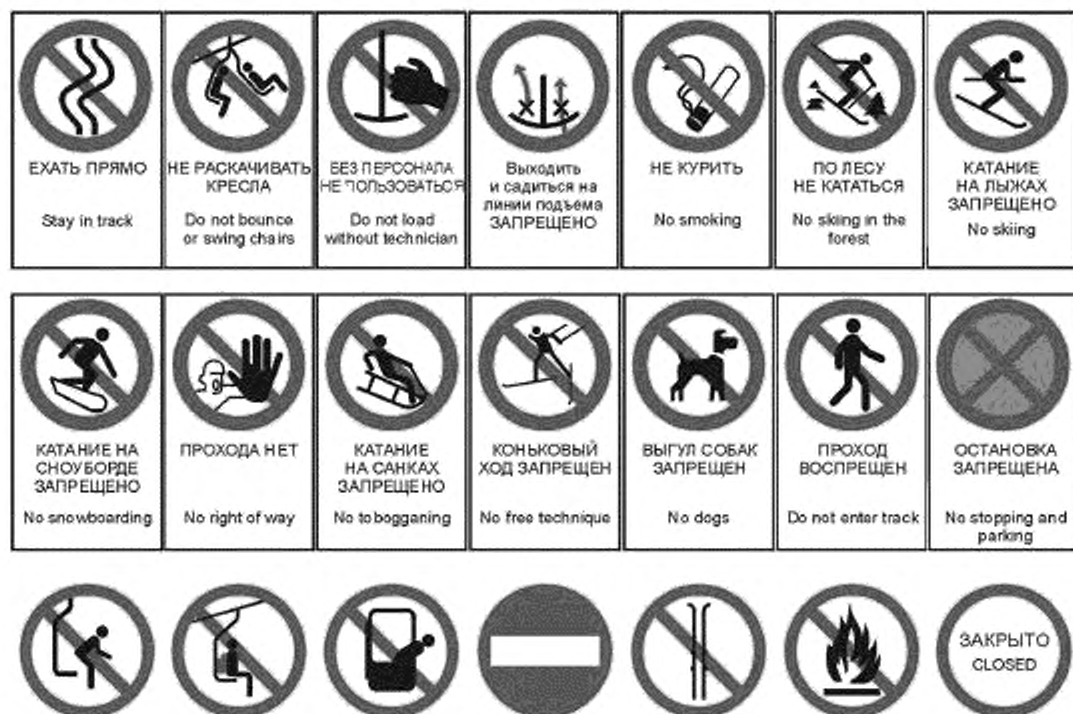 ЕХАТЬ ПРЯМО
Stay in track
НЕ РАСКАЧИВАТЬ
КРЕСЛА
Do not bounce
or swing chairs
БЕЗ ПЕРСОНАЛА
НЕ ПОЛЬЗОВАТЬСЯ
Do not load
without technician
Выходить
и садиться на
линии подъема
ЗАПРЕЩЕНО
НЕ КУРИТЬ
No smoking
ПО ЛЕСУ
НЕ КАТАТЬСЯ
No skiing in the
forest
КАТАНИЕ
НА ЛЫЖАХ
ЗАПРЕЩЕНО
No skiing
КАТАНИЕ НА
СНОУБОРДЕ
ЗАПРЕЩЕНО
No snowboarding
ПРОХОДА НЕТ
No right of way
КАТАНИЕ
НА САНКАХ
ЗАПРЕЩЕНО
No tobogganing
КОНЬКОВЫЙ
ХОД ЗАПРЕЩЕН
No free technique
ВЫГУЛ СОБАК
ЗАПРЕЩЕН
No dogs
ПРОХОД
ВОСПРЕЩЕН
Do not enter track
ОСТАНОВКА
ЗАПРЕЩЕНА
No stopping and
parking
ЗАКРЫТО
CLOSED